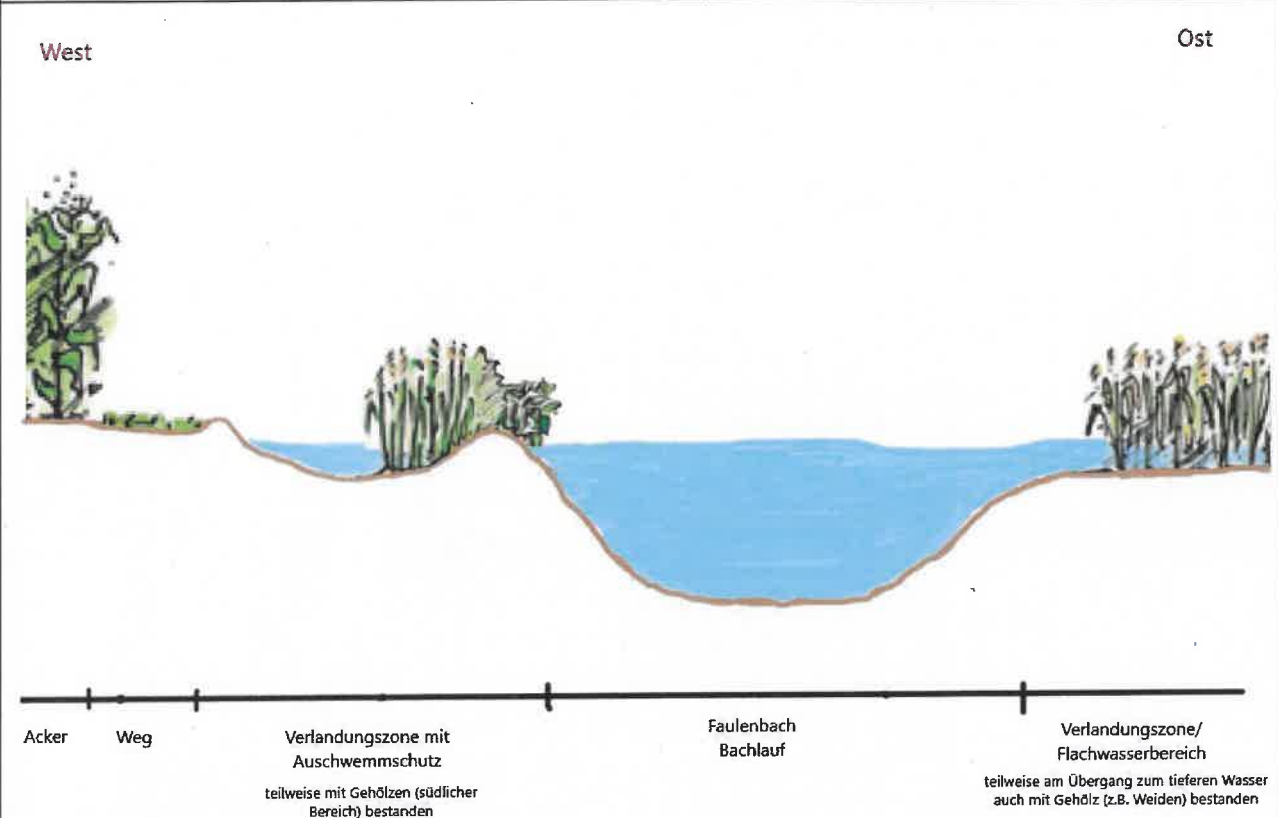 West
Ost
Acker
Weg
Verlandungszone mit
Auschwemmschutz
teilweise mit Gehölzen (südlicher
Bereich) bestanden
Faulenbach
Bachlauf
Verlandungszone/
Flachwasserbereich
teilweise am Übergang zum tieferen Wasser
auch mit Gehölz (z.B. Weiden) bestanden